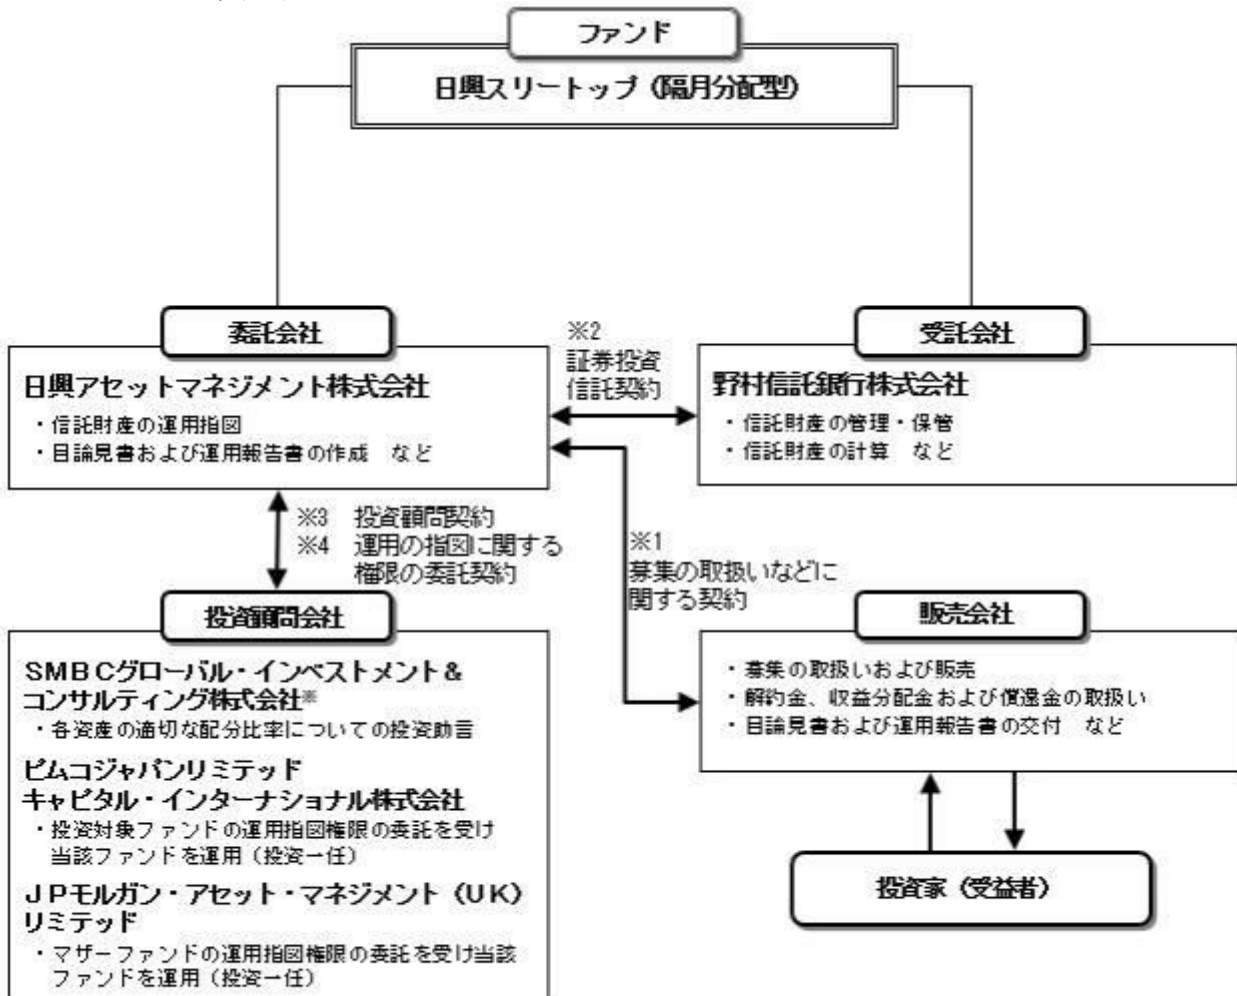 ファンド
日興スリートップ（隔月分配型）
委託会社
日興アセットマネジメント株式会社
・信託財産の運用指図
・目論見書および運用報告書の作成　など
※2
証券投資
信託契約
受託会社
野村信託銀行株式会社
・信託財産の管理・保管
・信託財産の計算　など
※3　投資顧問契約
※4　運用の指図に関する
権限の委託契約
※1
募集の取扱いなどに
関する契約
投資顧問会社
ＳＭＢＣグローバル・インベストメント＆
コンサルティング株式会社※
・各資産の適切な配分比率についての投資助言
ピムコジャパンリミテッド
キャピタル・インターナショナル株式会社
・投資対象ファンドの運用指図権限の委託を受け
当該ファンドを運用（投資一任）
ＪＰモルガン・アセット・マネジメント（ＵＫ）
リミテッド
・マザーファンドの運用指図権限の委託を受け当該
ファンドを運用（投資一任）
販売会社
・募集の取扱いおよび販売
・解約金、収益分配金および償還金の取扱い
・目論見書および運用報告書の交付　など
投資家（受益者）